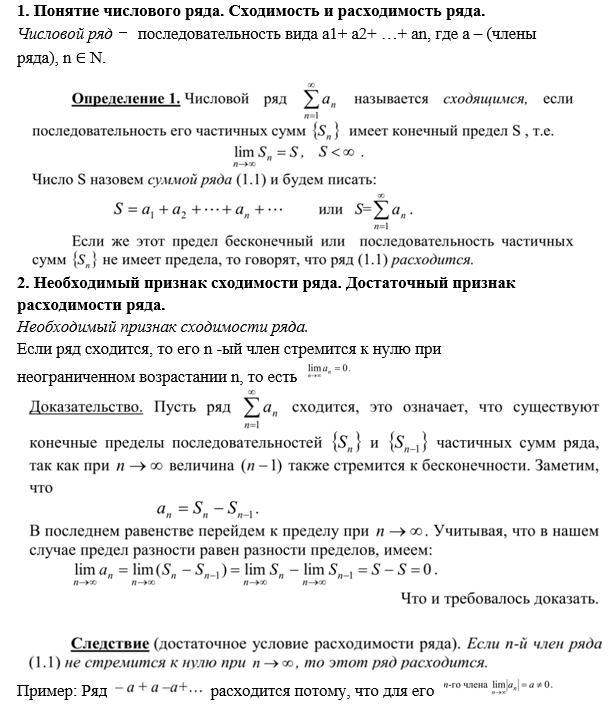 1. Понятие числового ряда. Сходимость и расходимость ряда.
Числовой ряд − последовательность вида a1+ a2+ …+ an, где a – (члены
ряда), n ∈ N.
Определение 1. Числовой ряд $\sum_{n=1}^{\infty} a_n$ называется сходящимся, если
последовательность его частичных сумм $\{S_n\}$ имеет конечный предел S , т.е.
$\lim_{n\to\infty} S_n = S, \quad S < \infty$ .
Число S назовем суммой ряда (1.1) и будем писать:
$S = a_1 + a_2 + \cdots + a_n + \cdots$ или $S = \sum_{n=1}^{\infty} a_n$ .
Если же этот предел бесконечный или последовательность частичных
сумм $\{S_n\}$ не имеет предела, то говорят, что ряд (1.1) расходится.
2. Необходимый признак сходимости ряда. Достаточный признак
расходимости ряда.
Необходимый признак сходимости ряда.
Если ряд сходится, то его n -ый член стремится к нулю при
неограниченном возрастании n, то есть $\lim_{n\to\infty} a_n = 0.$
Доказательство. Пусть ряд $\sum_{n=1}^{\infty} a_n$ сходится, это означает, что существуют
конечные пределы последовательностей $\{S_n\}$ и $\{S_{n-1}\}$ частичных сумм ряда,
так как при $n \to \infty$ величина $(n-1)$ также стремится к бесконечности. Заметим,
что
$a_n = S_n - S_{n-1}.$
В последнем равенстве перейдем к пределу при $n \to \infty$ . Учитывая, что в нашем
случае предел разности равен разности пределов, имеем:
$\lim_{n\to\infty} a_n = \lim_{n\to\infty} (S_n - S_{n-1}) = \lim_{n\to\infty} S_n - \lim_{n\to\infty} S_{n-1} = S - S = 0$ .
Что и требовалось доказать.
Следствие (достаточное условие расходимости ряда). Если n-й член ряда
(1.1) не стремится к нулю при $n \to \infty$ , то этот ряд расходится.
Пример: Ряд $-a + a - a + \ldots$ расходится потому, что для его n-го члена $\lim_{n\to\infty} |a_n| = a \neq 0.$